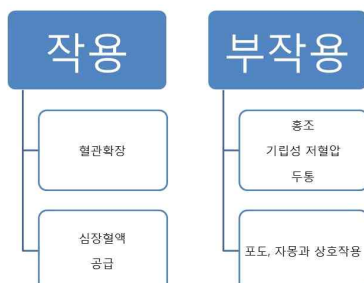 작용
혈관확장
심장혈액
공급
부작용
홍조
기립성 저혈압
두통
포도, 자몽과 상호작용